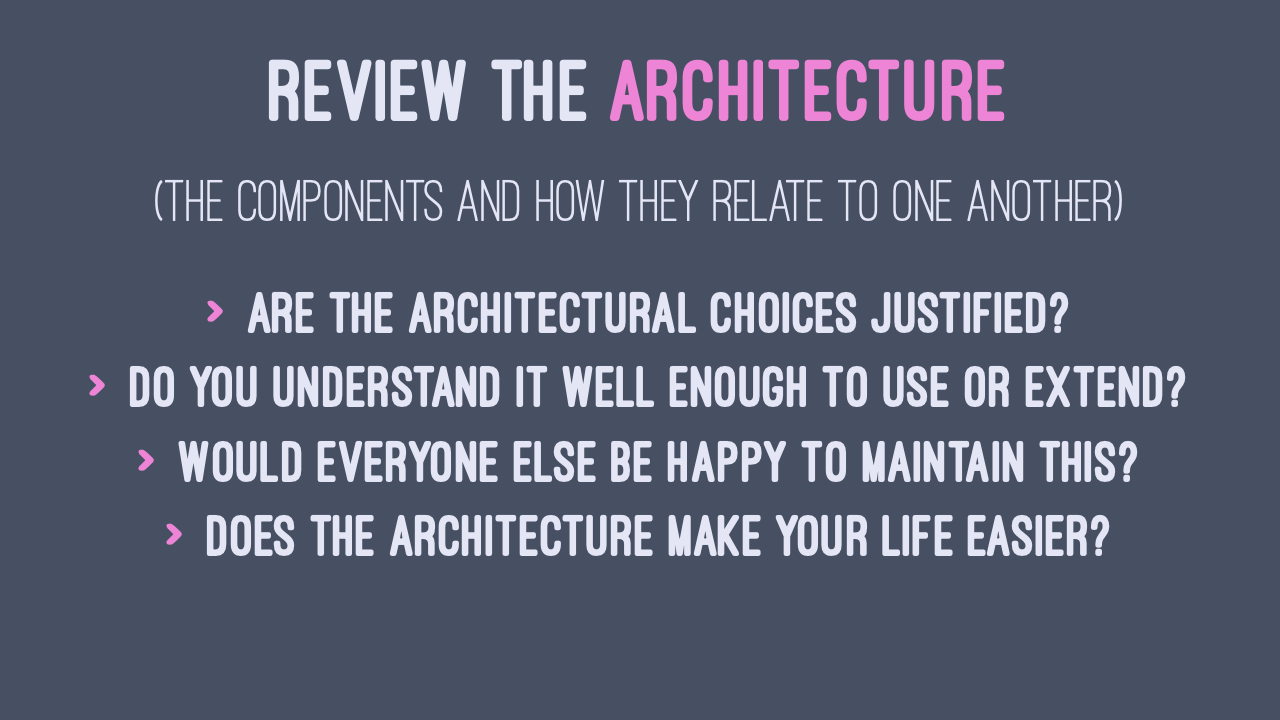 REVIEW THE ARCHITECTURE
(THE COMPONENTS AND HOW THEY RELATE TO ONE ANOTHER)
› ARE THE ARCHITECTURAL CHOICES JUSTIFIED?
› DO YOU UNDERSTAND IT WELL ENOUGH TO USE OR EXTEND?
› WOULD EVERYONE ELSE BE HAPPY TO MAINTAIN THIS?
› DOES THE ARCHITECTURE MAKE YOUR LIFE EASIER?